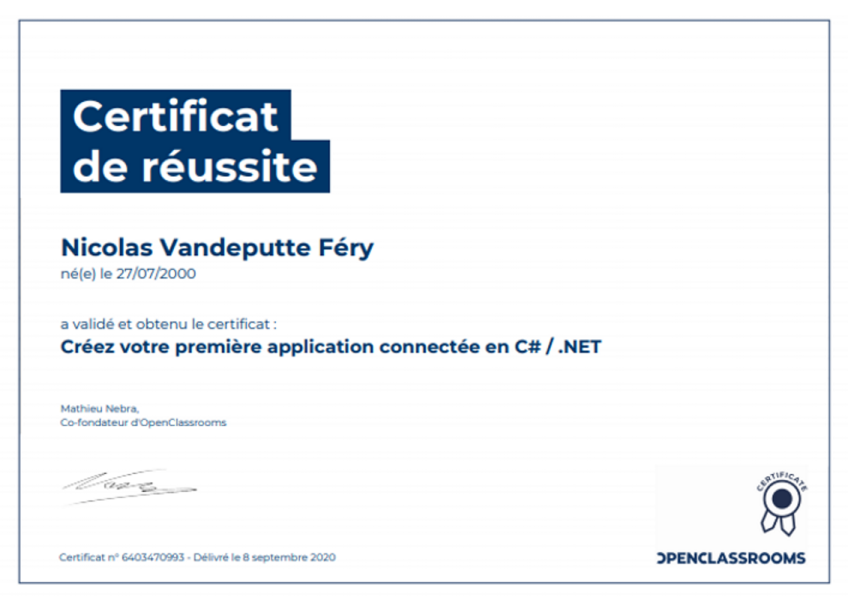 Certificat
de réussite
Nicolas Vandeputte Féry
né(e) le 27/07/2000
a validé et obtenu le certificat :
Créez votre première application connectée en C# / .NET
Mathieu Nebra,
Co-fondateur d'OpenClassrooms
CERTIFICATE
OPENCLASSROOMS
Certificat n° 6403470993 - Délivré le 8 septembre 2020